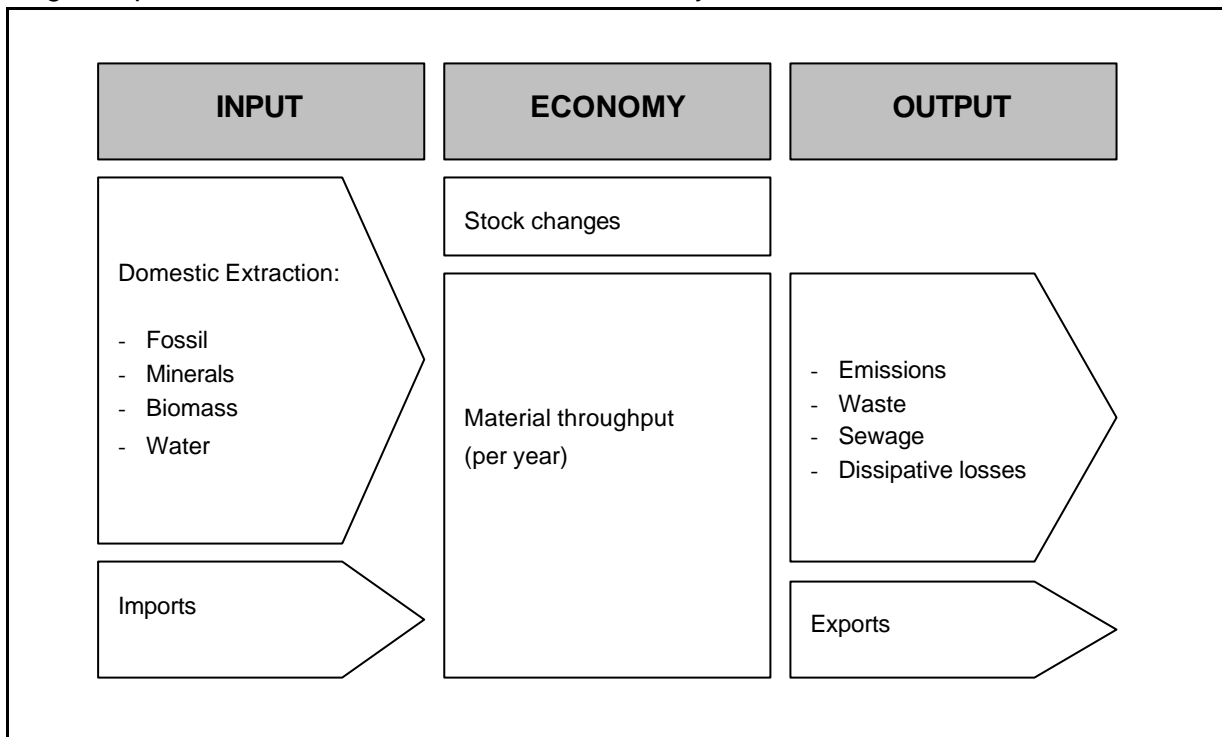 INPUT
ECONOMY
OUTPUT
Domestic Extraction:
- Fossil
- Minerals
- Biomass
- Water
Imports
Stock changes
Material throughput
(per year)
- Emissions
- Waste
- Sewage
- Dissipative losses
Exports